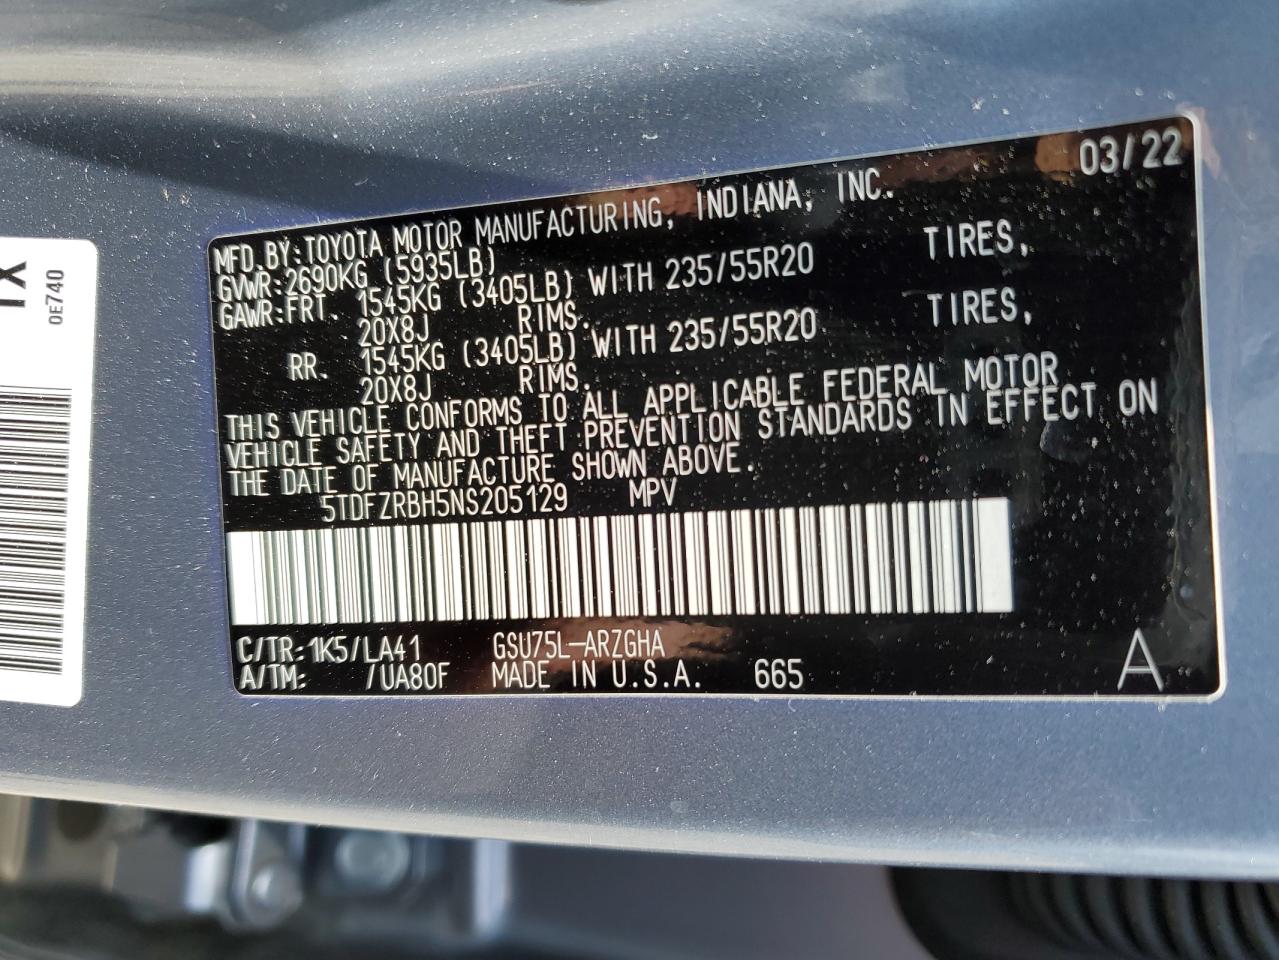 03/22
MFD.BY:TOYOTA MOTOR MANUFACTURING, INDIANA, INC.
GVWR:2690KG (5935LB)
GAWR:FRT. 1545KG (3405LB) WITH 235/55R20 TIRES,
20X8J RIMS.
RR. 1545KG (3405LB) WITH 235/55R20 TIRES,
20X8J RIMS.
THIS VEHICLE CONFORMS TO ALL APPLICABLE FEDERAL MOTOR
VEHICLE SAFETY AND THEFT PREVENTION STANDARDS IN EFFECT ON
THE DATE OF MANUFACTURE SHOWN ABOVE.
5TDFZRBH5NS205129 MPV
C/TR:1K5/LA41 GSU75L-ARZGHA
A/TM: /UA80F MADE IN U.S.A. 665
A
0E740